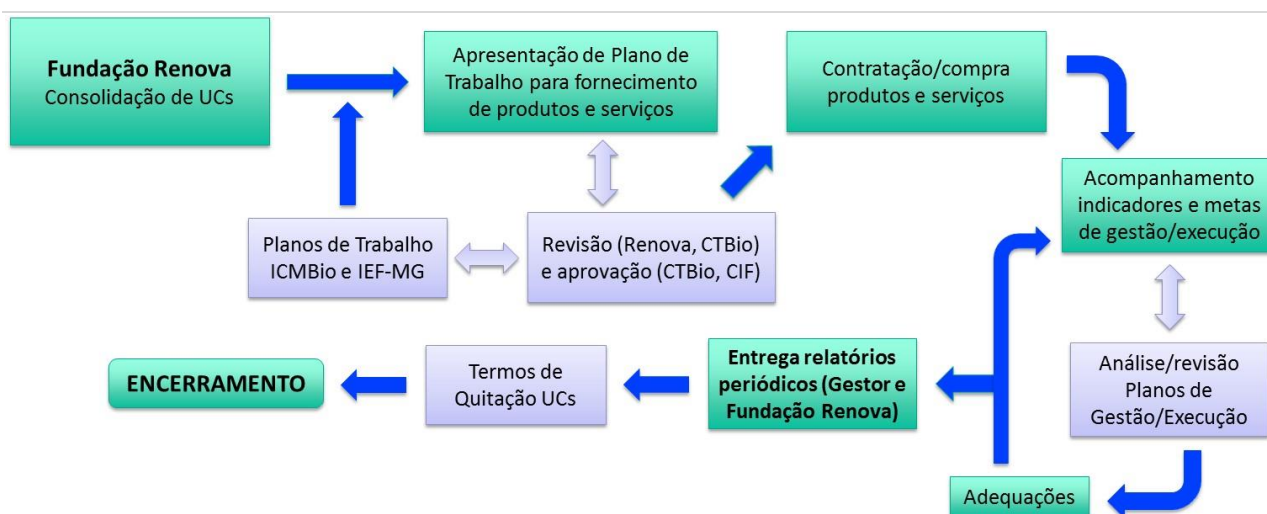 Fundação Renova
Consolidação de UCs
Apresentação de Plano de
Trabalho para fornecimento
de produtos e serviços
Contratação/compra
produtos e serviços
Acompanhamento
indicadores e metas
de gestão/execução
Planos de Trabalho
ICMBio e IEF-MG
Revisão (Renova, CTBio)
e aprovação (CTBio, CIF)
ENCERRAMENTO
Termos de
Quitação UCs
Entrega relatórios
periódicos (Gestor e
Fundação Renova)
Análise/revisão
Planos de
Gestão/Execução
Adequações